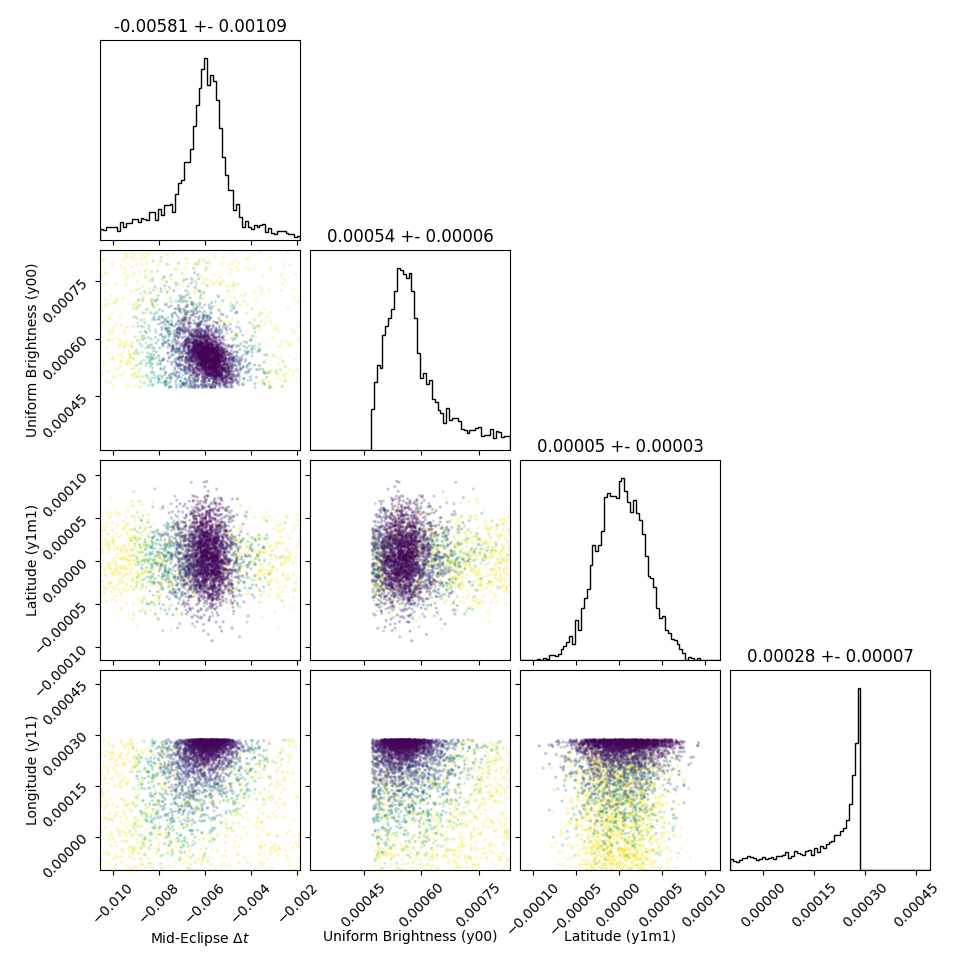 -0.00581 +- 0.00109
0.00054 +- 0.00006
Uniform Brightness (y00)
0.00075
0.00060
0.00045
0.00005 +- 0.00003
Latitude (y1m1)
0.00010
0.00005
0.00000
−0.00005
−0.00010
0.00028 +- 0.00007
Longitude (y11)
0.00045
0.00030
0.00015
0.00000
−0.010
−0.008
−0.006
−0.004
−0.002
0.00045
0.00060
0.00075
−0.00010
−0.00005
0.00000
0.00005
0.00010
0.00000
0.00015
0.00030
0.00045
Mid-Eclipse Δt
Uniform Brightness (y00)
Latitude (y1m1)